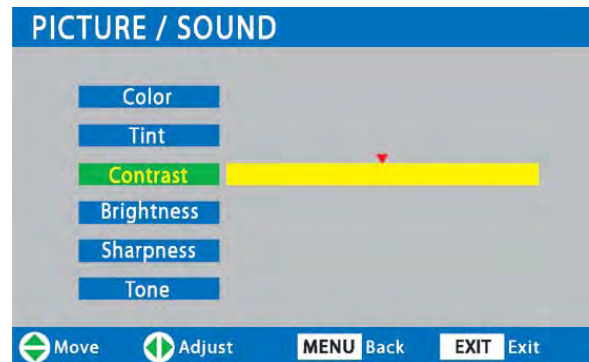 PICTURE / SOUND
Color
Tint
Contrast
Brightness
Sharpness
Tone
Move Adjust MENU Back EXIT Exit